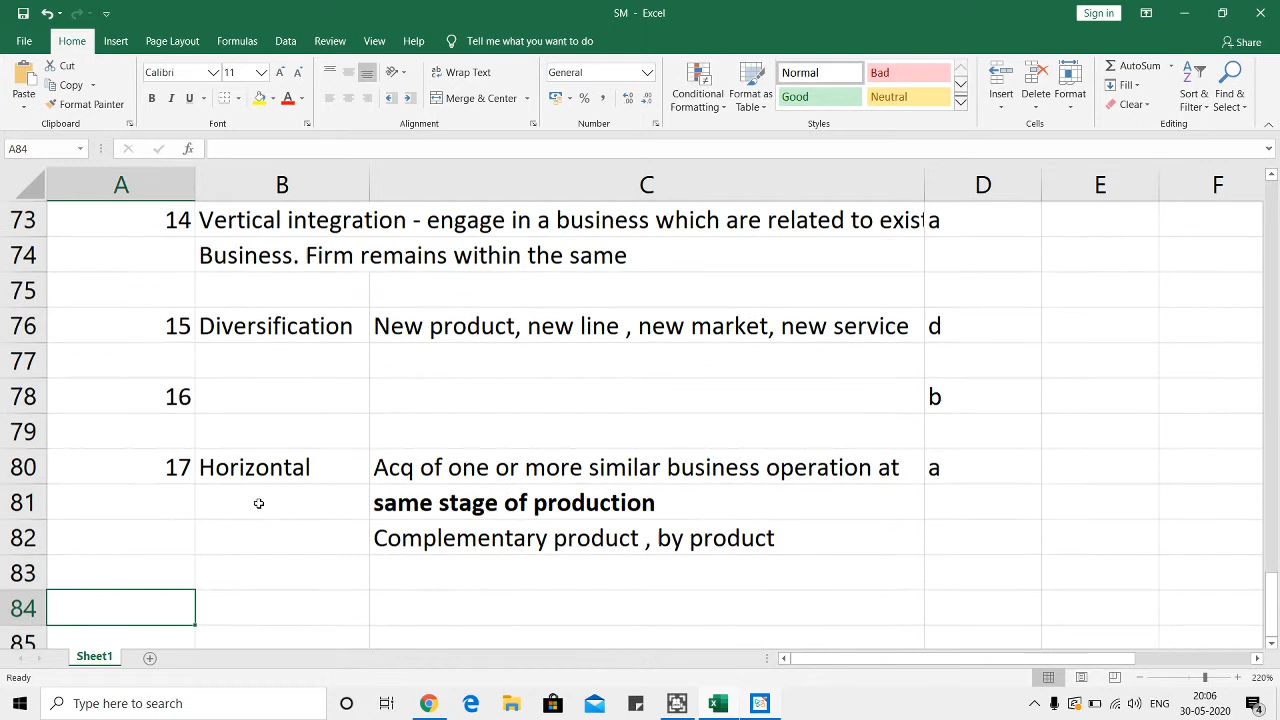 SM - Excel
Sign in
File Home Insert Page Layout Formulas Data Review View Help Tell me what you want to do Share
Paste Cut Copy Format Painter Clipboard
Calibri 11 B I U A A Font
Wrap Text Merge & Center Alignment
General % , Number
Conditional Formatting Format as Table Normal Bad Good Neutral Styles
Insert Delete Format Cells
AutoSum Fill Clear Sort & Filter Find & Select Editing
A84 fx
A B C D E F
73 14 Vertical integration - engage in a business which are related to exist a
74 Business. Firm remains within the same
75
76 15 Diversification New product, new line , new market, new service d
77
78 16 b
79
80 17 Horizontal Acq of one or more similar business operation at a
81 same stage of production
82 Complementary product , by product
83
84
85
Sheet1
Ready 220%
Type here to search ENG 20:06 30-05-2020 4